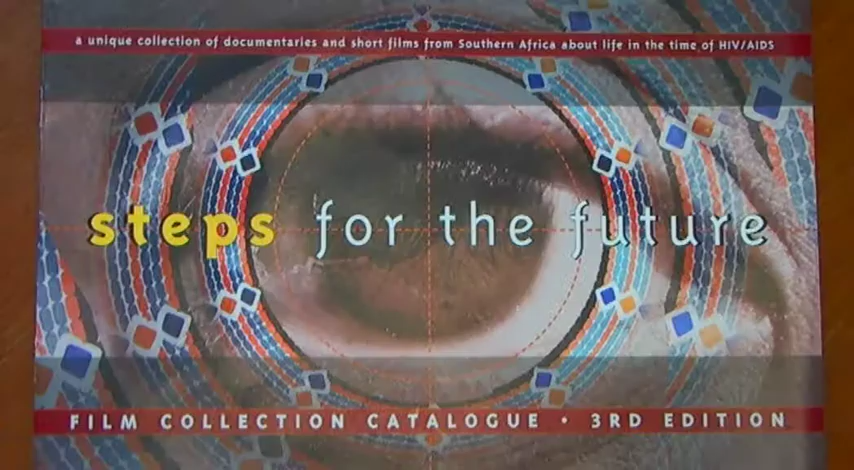 a unique collection of documentaries and short films from Southern Africa about life in the time of HIV/AIDS
steps for the future
FILM COLLECTION CATALOGUE • 3RD EDITION